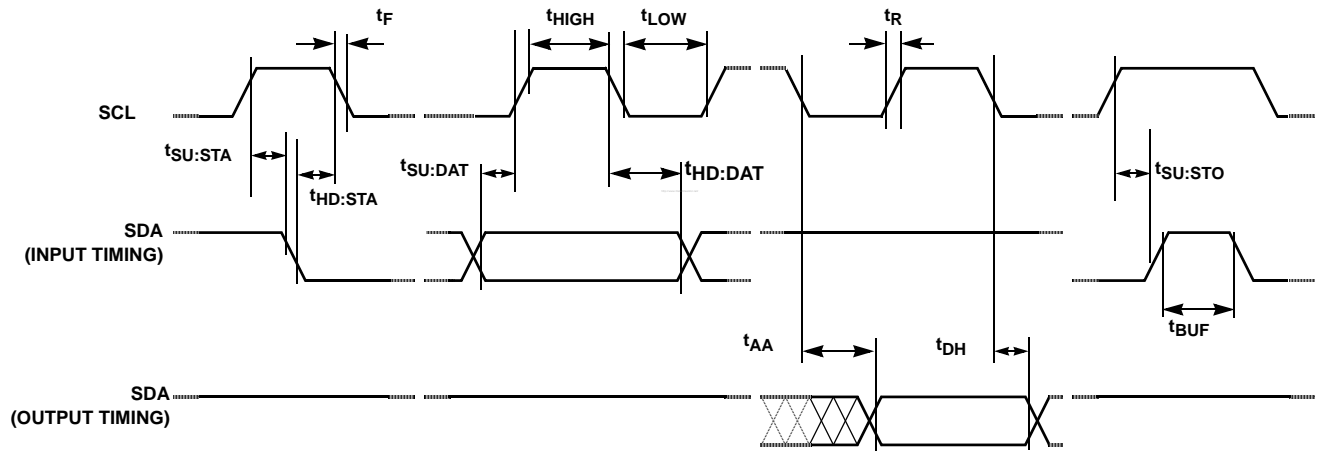 tF
tHIGH
tLOW
tR
SCL
tSU:STA
tHD:STA
tSU:DAT
tHD:DAT
tSU:STO
SDA
(INPUT TIMING)
tBUF
tAA
tDH
SDA
(OUTPUT TIMING)